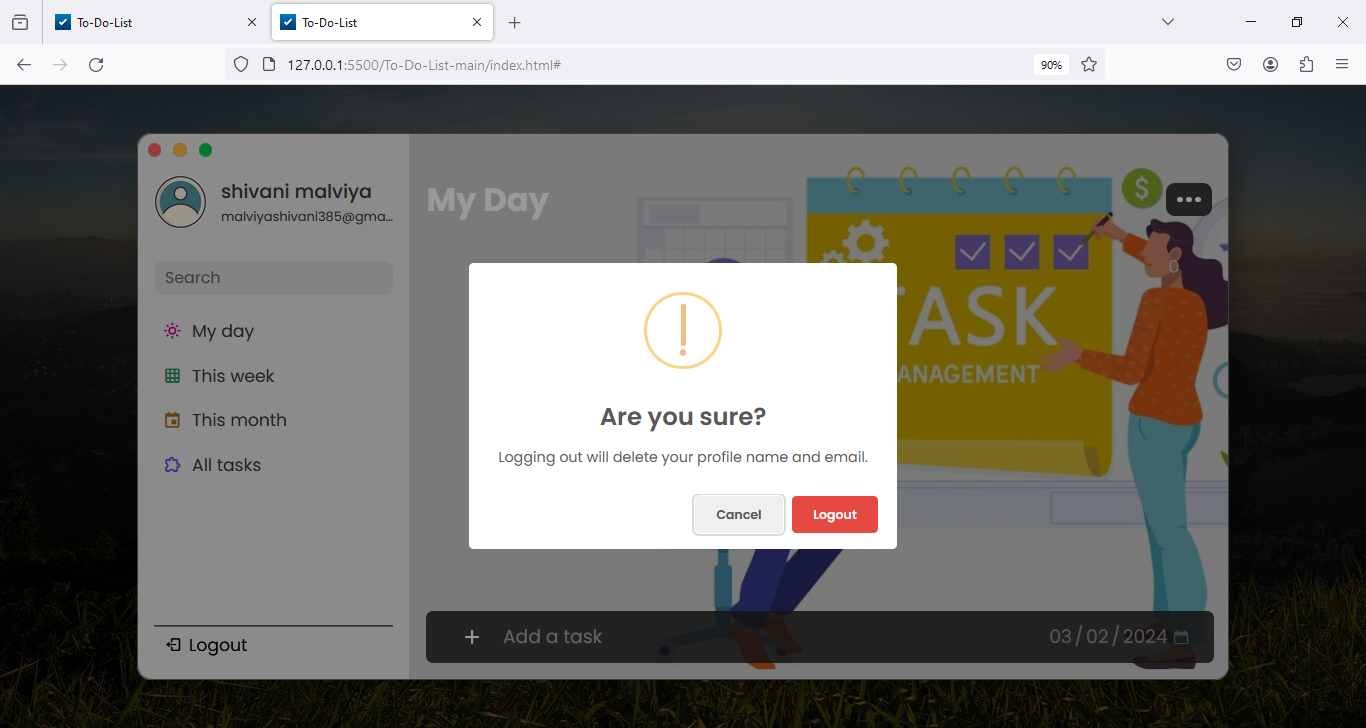 To-Do-List
To-Do-List
127.0.0.1:5500/To-Do-List-main/index.html#
90%
shivani malviya
malviyashivani385@gma...
Search
My day
This week
This month
All tasks
Logout
My Day
0
TASK
ANAGEMENT
Are you sure?
Logging out will delete your profile name and email.
Cancel
Logout
Add a task
03/02/2024